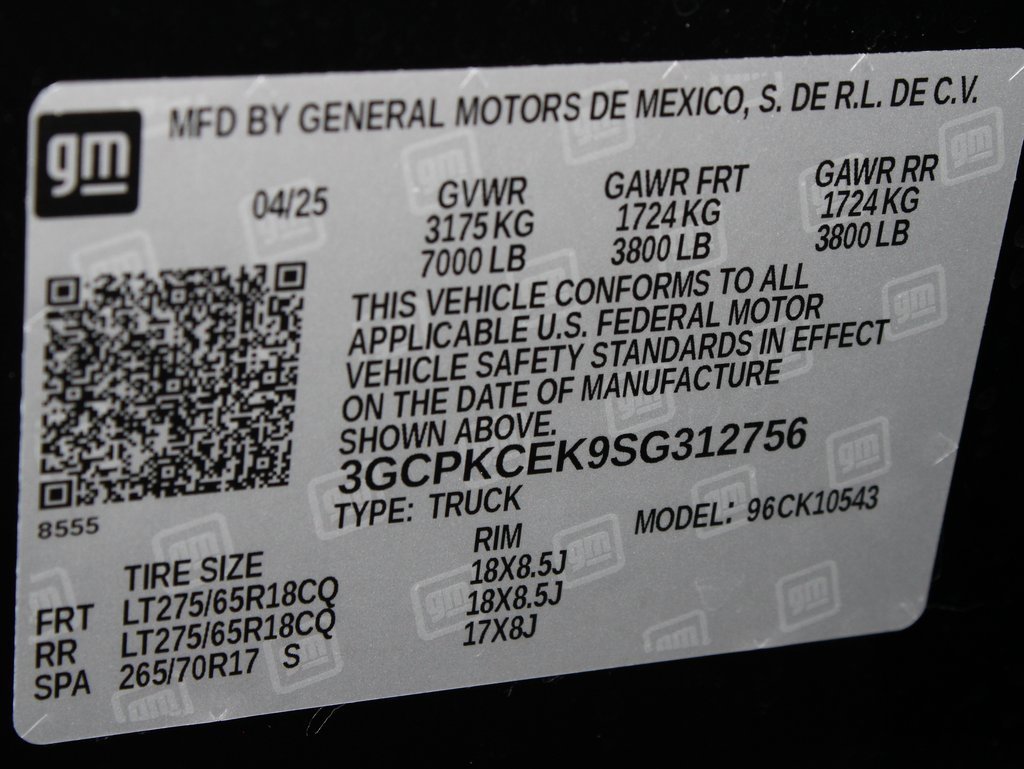 gm
MFD BY GENERAL MOTORS DE MEXICO, S. DE R.L. DE C.V.
04/25 GVWR GAWR FRT GAWR RR
3175 KG 1724 KG 1724 KG
7000 LB 3800 LB 3800 LB
THIS VEHICLE CONFORMS TO ALL
APPLICABLE U.S. FEDERAL MOTOR
VEHICLE SAFETY STANDARDS IN EFFECT
ON THE DATE OF MANUFACTURE
SHOWN ABOVE.
3GCPKCEK9SG312756
TYPE: TRUCK MODEL: 96CK10543
8555
TIRE SIZE RIM
FRT LT275/65R18CQ 18X8.5J
RR LT275/65R18CQ 18X8.5J
SPA 265/70R17 S 17X8J